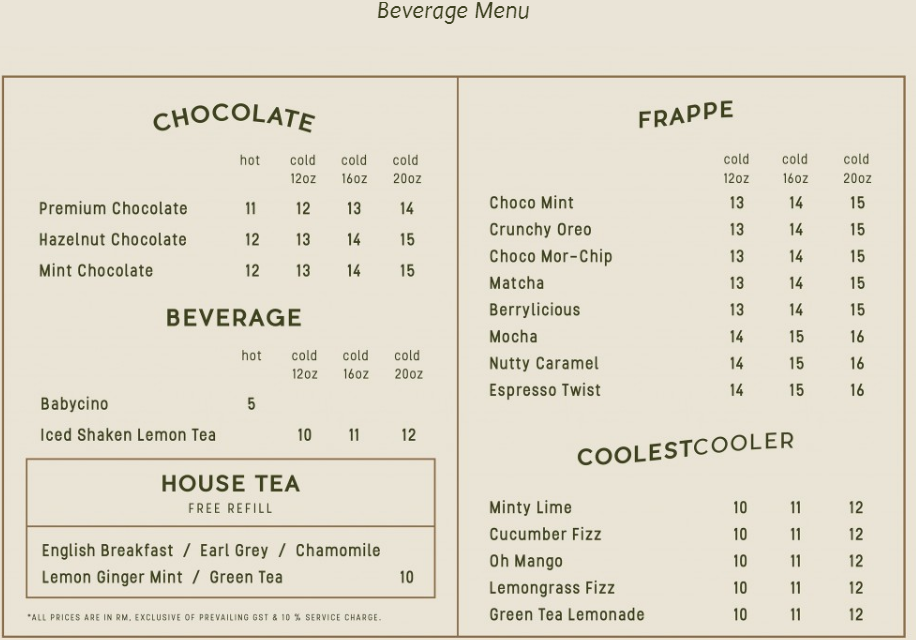 Beverage Menu
CHOCOLATE
hot cold cold cold
12oz 16oz 20oz
Premium Chocolate 11 12 13 14
Hazelnut Chocolate 12 13 14 15
Mint Chocolate 12 13 14 15
BEVERAGE
hot cold cold cold
12oz 16oz 20oz
Babycino 5
Iced Shaken Lemon Tea 10 11 12
HOUSE TEA
FREE REFILL
English Breakfast / Earl Grey / Chamomile
Lemon Ginger Mint / Green Tea 10
*ALL PRICES ARE IN RM, EXCLUSIVE OF PREVAILING GST & 10 % SERVICE CHARGE.
FRAPPE
cold cold cold
12oz 16oz 20oz
Choco Mint 13 14 15
Crunchy Oreo 13 14 15
Choco Mor-Chip 13 14 15
Matcha 13 14 15
Berrylicious 13 14 15
Mocha 14 15 16
Nutty Caramel 14 15 16
Espresso Twist 14 15 16
COOLESTCOOLER
Minty Lime 10 11 12
Cucumber Fizz 10 11 12
Oh Mango 10 11 12
Lemongrass Fizz 10 11 12
Green Tea Lemonade 10 11 12